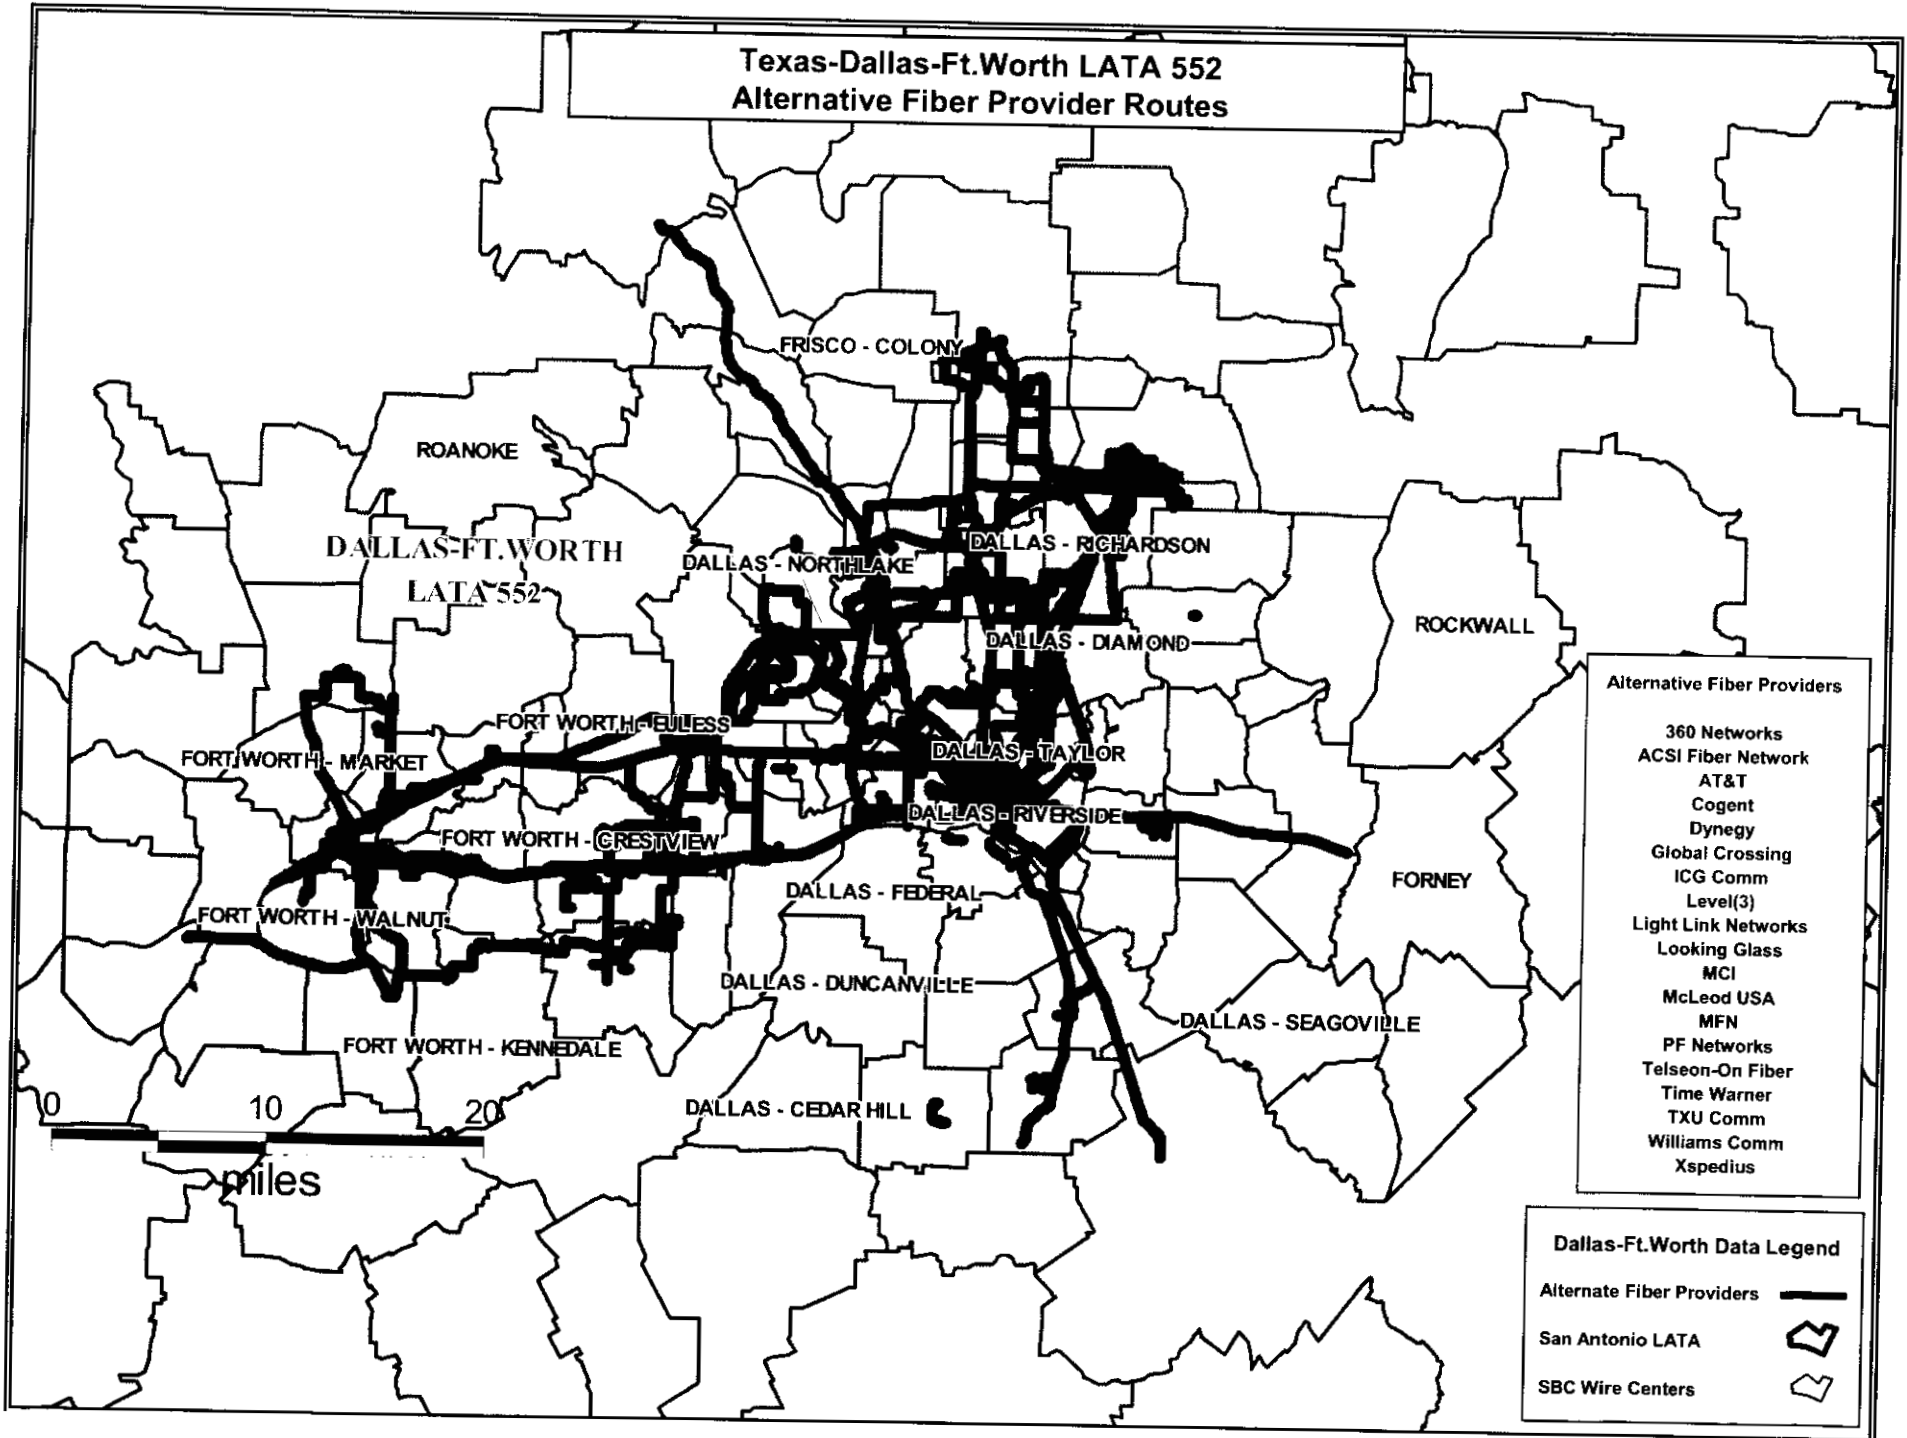 Texas-Dallas-Ft.Worth LATA 552
Alternative Fiber Provider Routes
FRISCO - COLONY
ROANOKE
DALLAS-FT.WORTH
LATA 552
DALLAS - NORTHLAKE
DALLAS - RICHARDSON
DALLAS - DIAMOND
ROCKWALL
FORT WORTH - EULESS
FORT WORTH - MARKET
DALLAS - TAYLOR
DALLAS - RIVERSIDE
FORT WORTH - CRESTVIEW
DALLAS - FEDERAL
FORNEY
FORT WORTH - WALNUT
DALLAS - DUNCANVILLE
DALLAS - SEAGOVILLE
FORT WORTH - KENNEDALE
DALLAS - CEDAR HILL
0 10 20
miles
Alternative Fiber Providers
360 Networks
ACSI Fiber Network
AT&T
Cogent
Dynegy
Global Crossing
ICG Comm
Level(3)
Light Link Networks
Looking Glass
MCI
McLeod USA
MFN
PF Networks
Telseon-On Fiber
Time Warner
TXU Comm
Williams Comm
Xspedius
Dallas-Ft.Worth Data Legend
Alternate Fiber Providers
San Antonio LATA
SBC Wire Centers